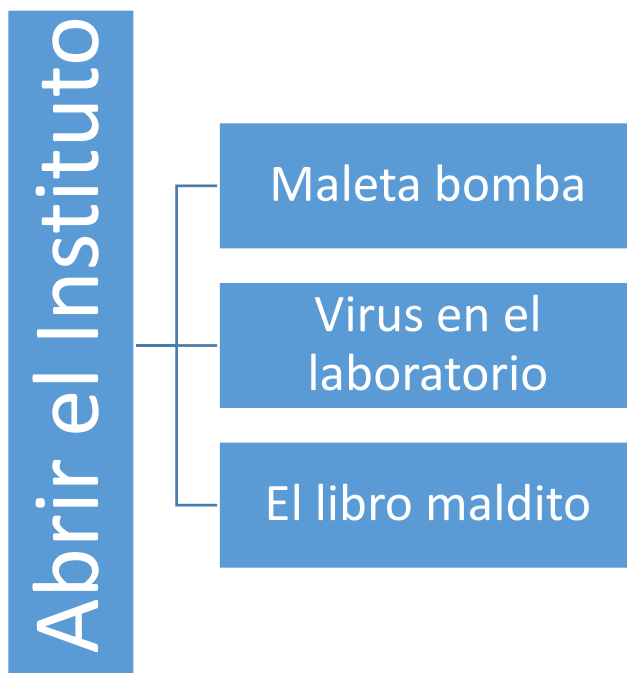 Abrir el Instituto
Maleta bomba
Virus en el
laboratorio
El libro maldito